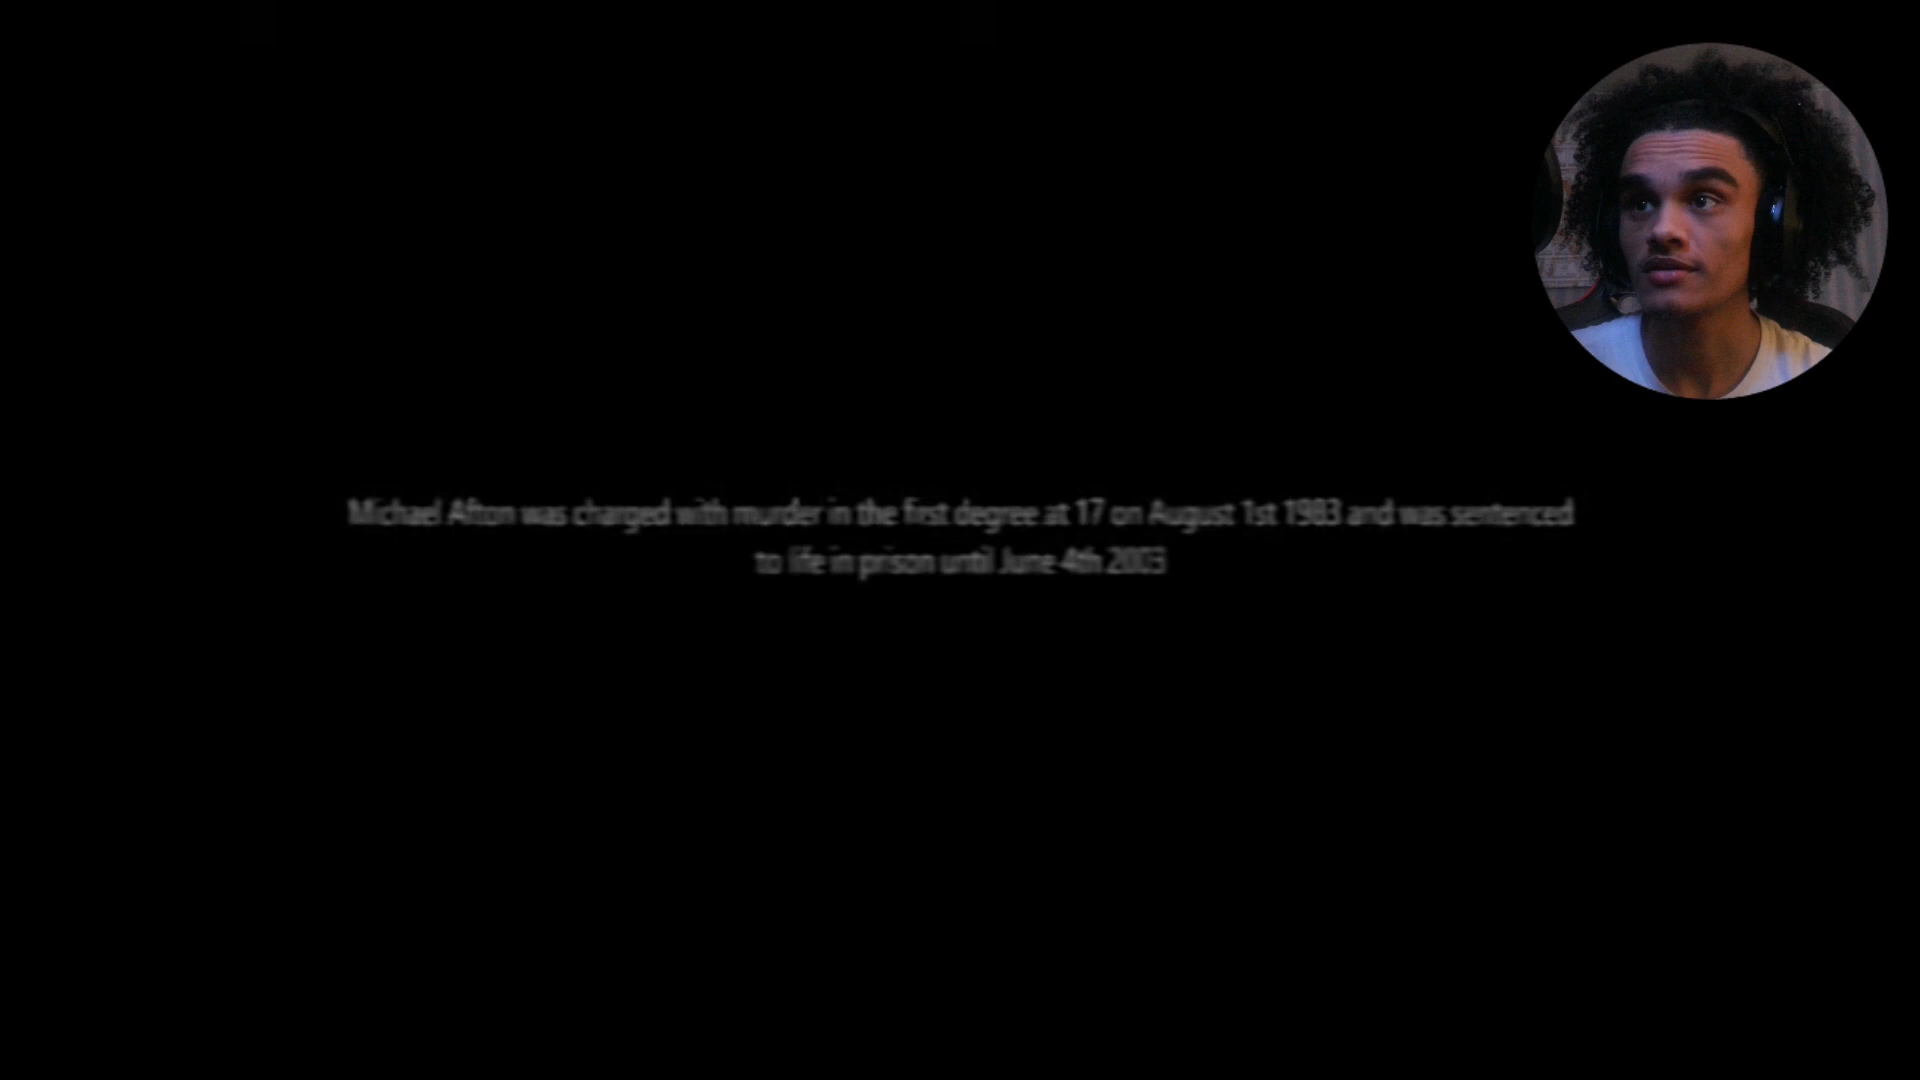 Michael Afton was charged with murder in the first degree at 17 on August 1st 1983 and was sentenced
to life in prison until June 4th 2003